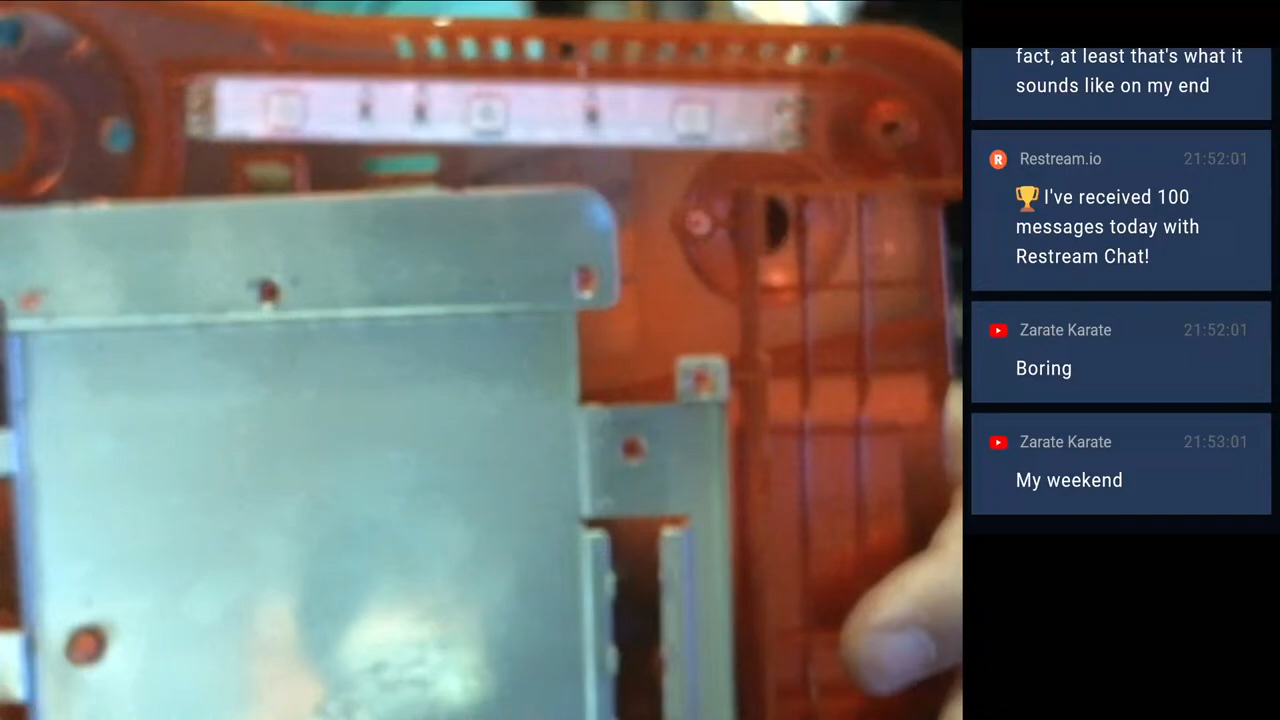 fact, at least that's what it
sounds like on my end
Restream.io 21:52:01
🏆I've received 100
messages today with
Restream Chat!
Zarate Karate 21:52:01
Boring
Zarate Karate 21:53:01
My weekend